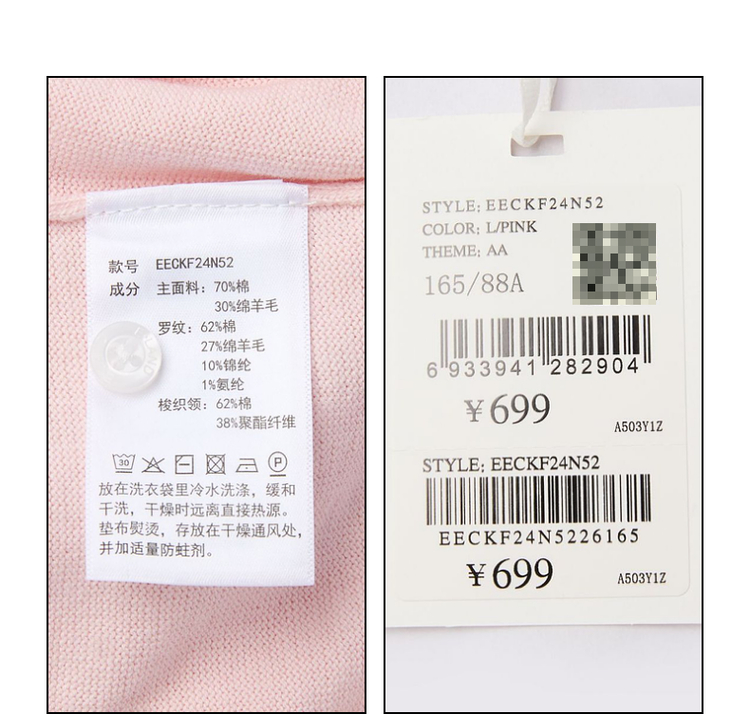 款号 EECKF24N52
成分 主面料：70%棉
30%绵羊毛
罗纹：62%棉
27%绵羊毛
10%锦纶
1%氨纶
梭织领：62%棉
38%聚酯纤维
30 P
放在洗衣袋里冷水洗涤，缓和
干洗，干燥时远离直接热源。
垫布熨烫，存放在干燥通风处，
并加适量防蛀剂。
STYLE: EECKF24N52
COLOR: L/PINK
THEME: AA
165/88A
6 933941 282904
¥699
A503Y1Z
STYLE: EECKF24N52
EECKF24N5226165
¥699
A503Y1Z